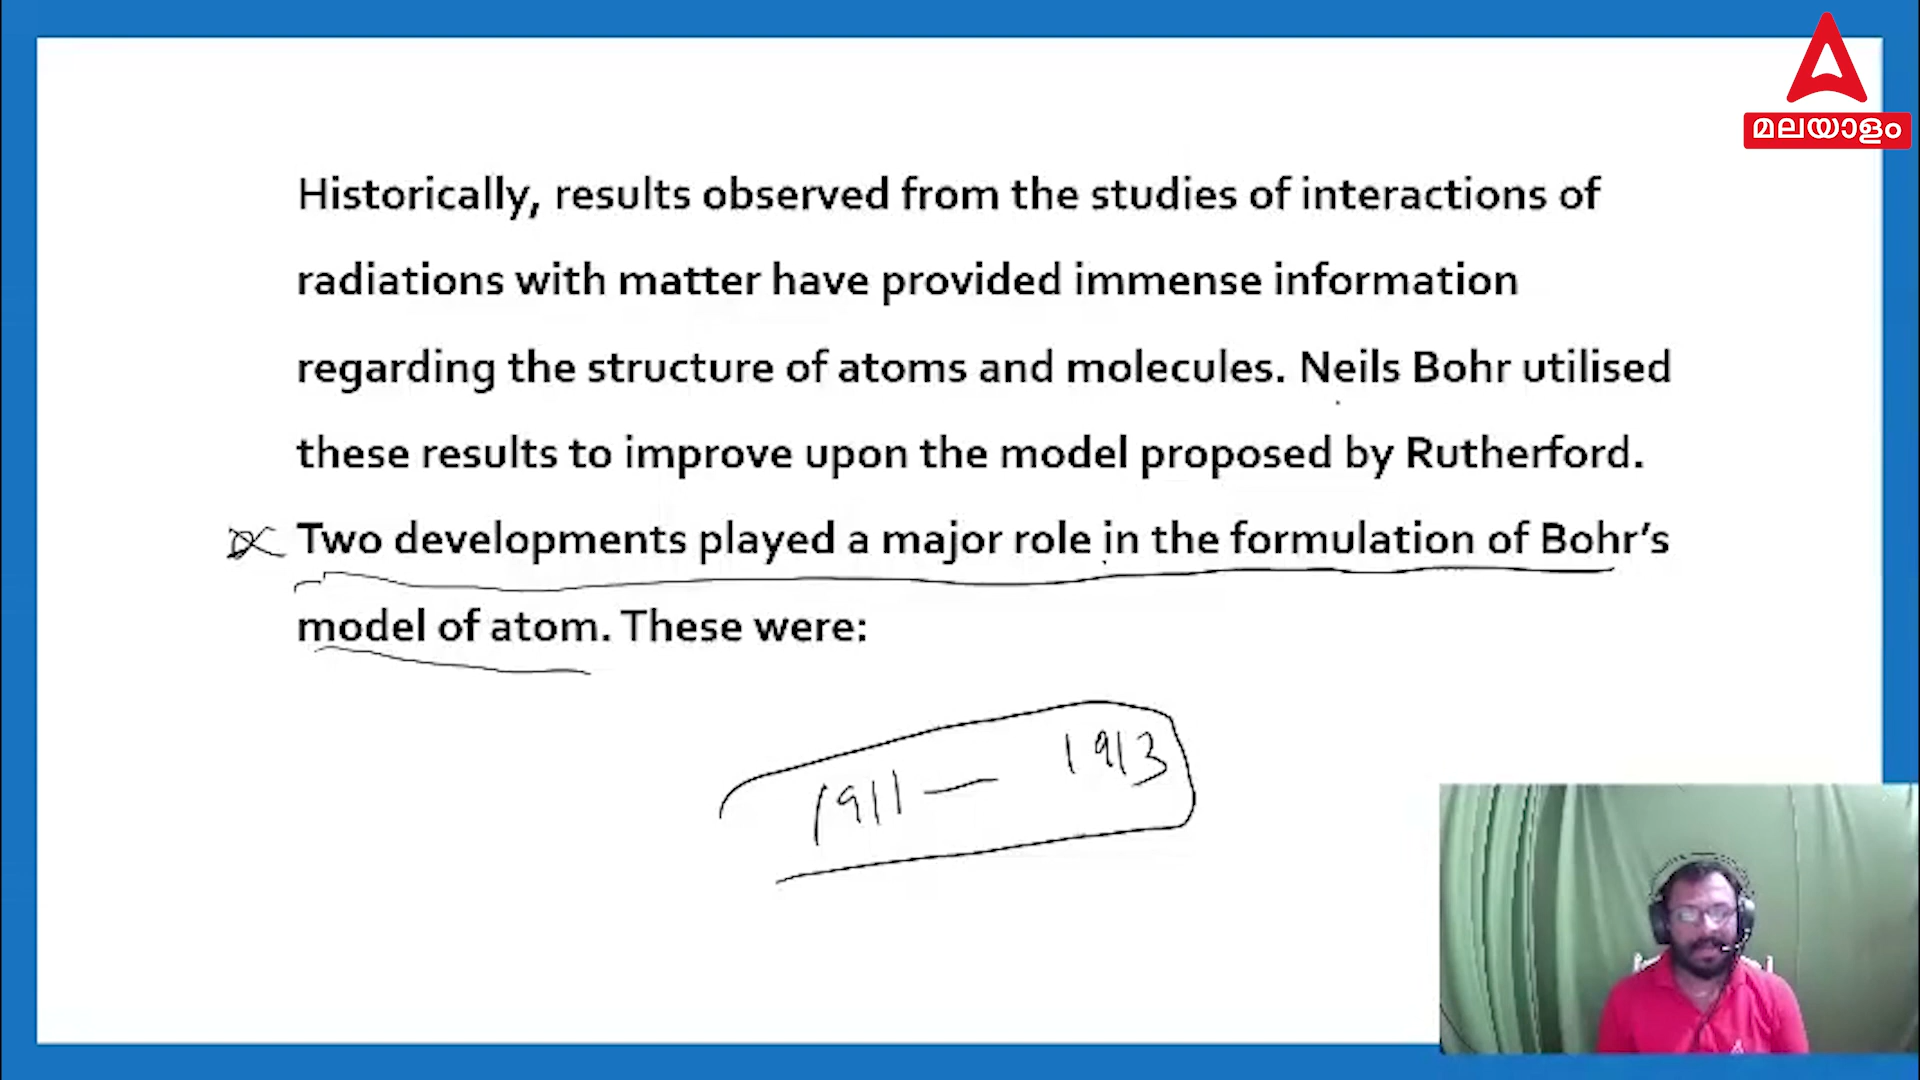 മലയാളം
Historically, results observed from the studies of interactions of
radiations with matter have provided immense information
regarding the structure of atoms and molecules. Neils Bohr utilised
these results to improve upon the model proposed by Rutherford.
Two developments played a major role in the formulation of Bohr’s
model of atom. These were:
1911 — 1913